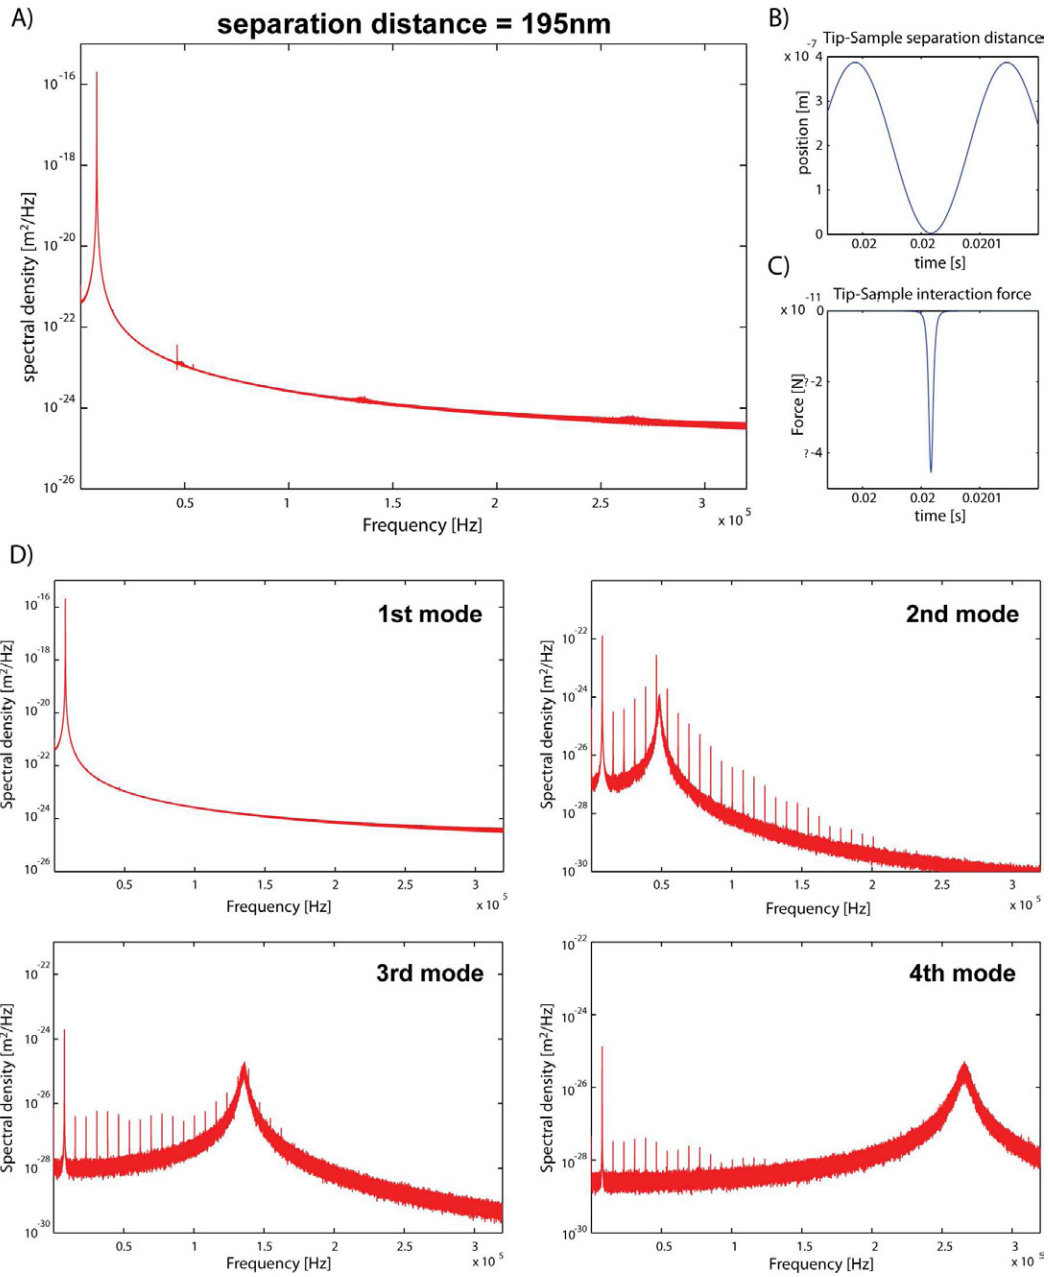 A)
separation distance = 195nm
10^-16
10^-18
10^-20
10^-22
10^-24
10^-26
spectral density [m²/Hz]
0.5
1
1.5
2
2.5
3
x 10^5
Frequency [Hz]
B)
Tip-Sample separation distance
x 10^-7
4
3
2
1
0
position [m]
0.02
0.02
0.0201
time [s]
C)
Tip-Sample interaction force
x 10^-11
0
?-2
?-4
Force [N]
0.02
0.02
0.0201
time [s]
D)
1st mode
10^-16
10^-18
10^-20
10^-22
10^-24
10^-26
Spectral density [m²/Hz]
0.5
1
1.5
2
2.5
3
x 10^5
Frequency [Hz]
2nd mode
10^-22
10^-24
10^-26
10^-28
10^-30
Spectral density [m²/Hz]
0.5
1
1.5
2
2.5
3
x 10^5
Frequency [Hz]
3rd mode
10^-22
10^-24
10^-26
10^-28
10^-30
Spectral density [m²/Hz]
0.5
1
1.5
2
2.5
3
x 10^5
Frequency [Hz]
4th mode
10^-22
10^-24
10^-26
10^-28
10^-30
Spectral density [m²/Hz]
0.5
1
1.5
2
2.5
3
x 10^5
Frequency [Hz]